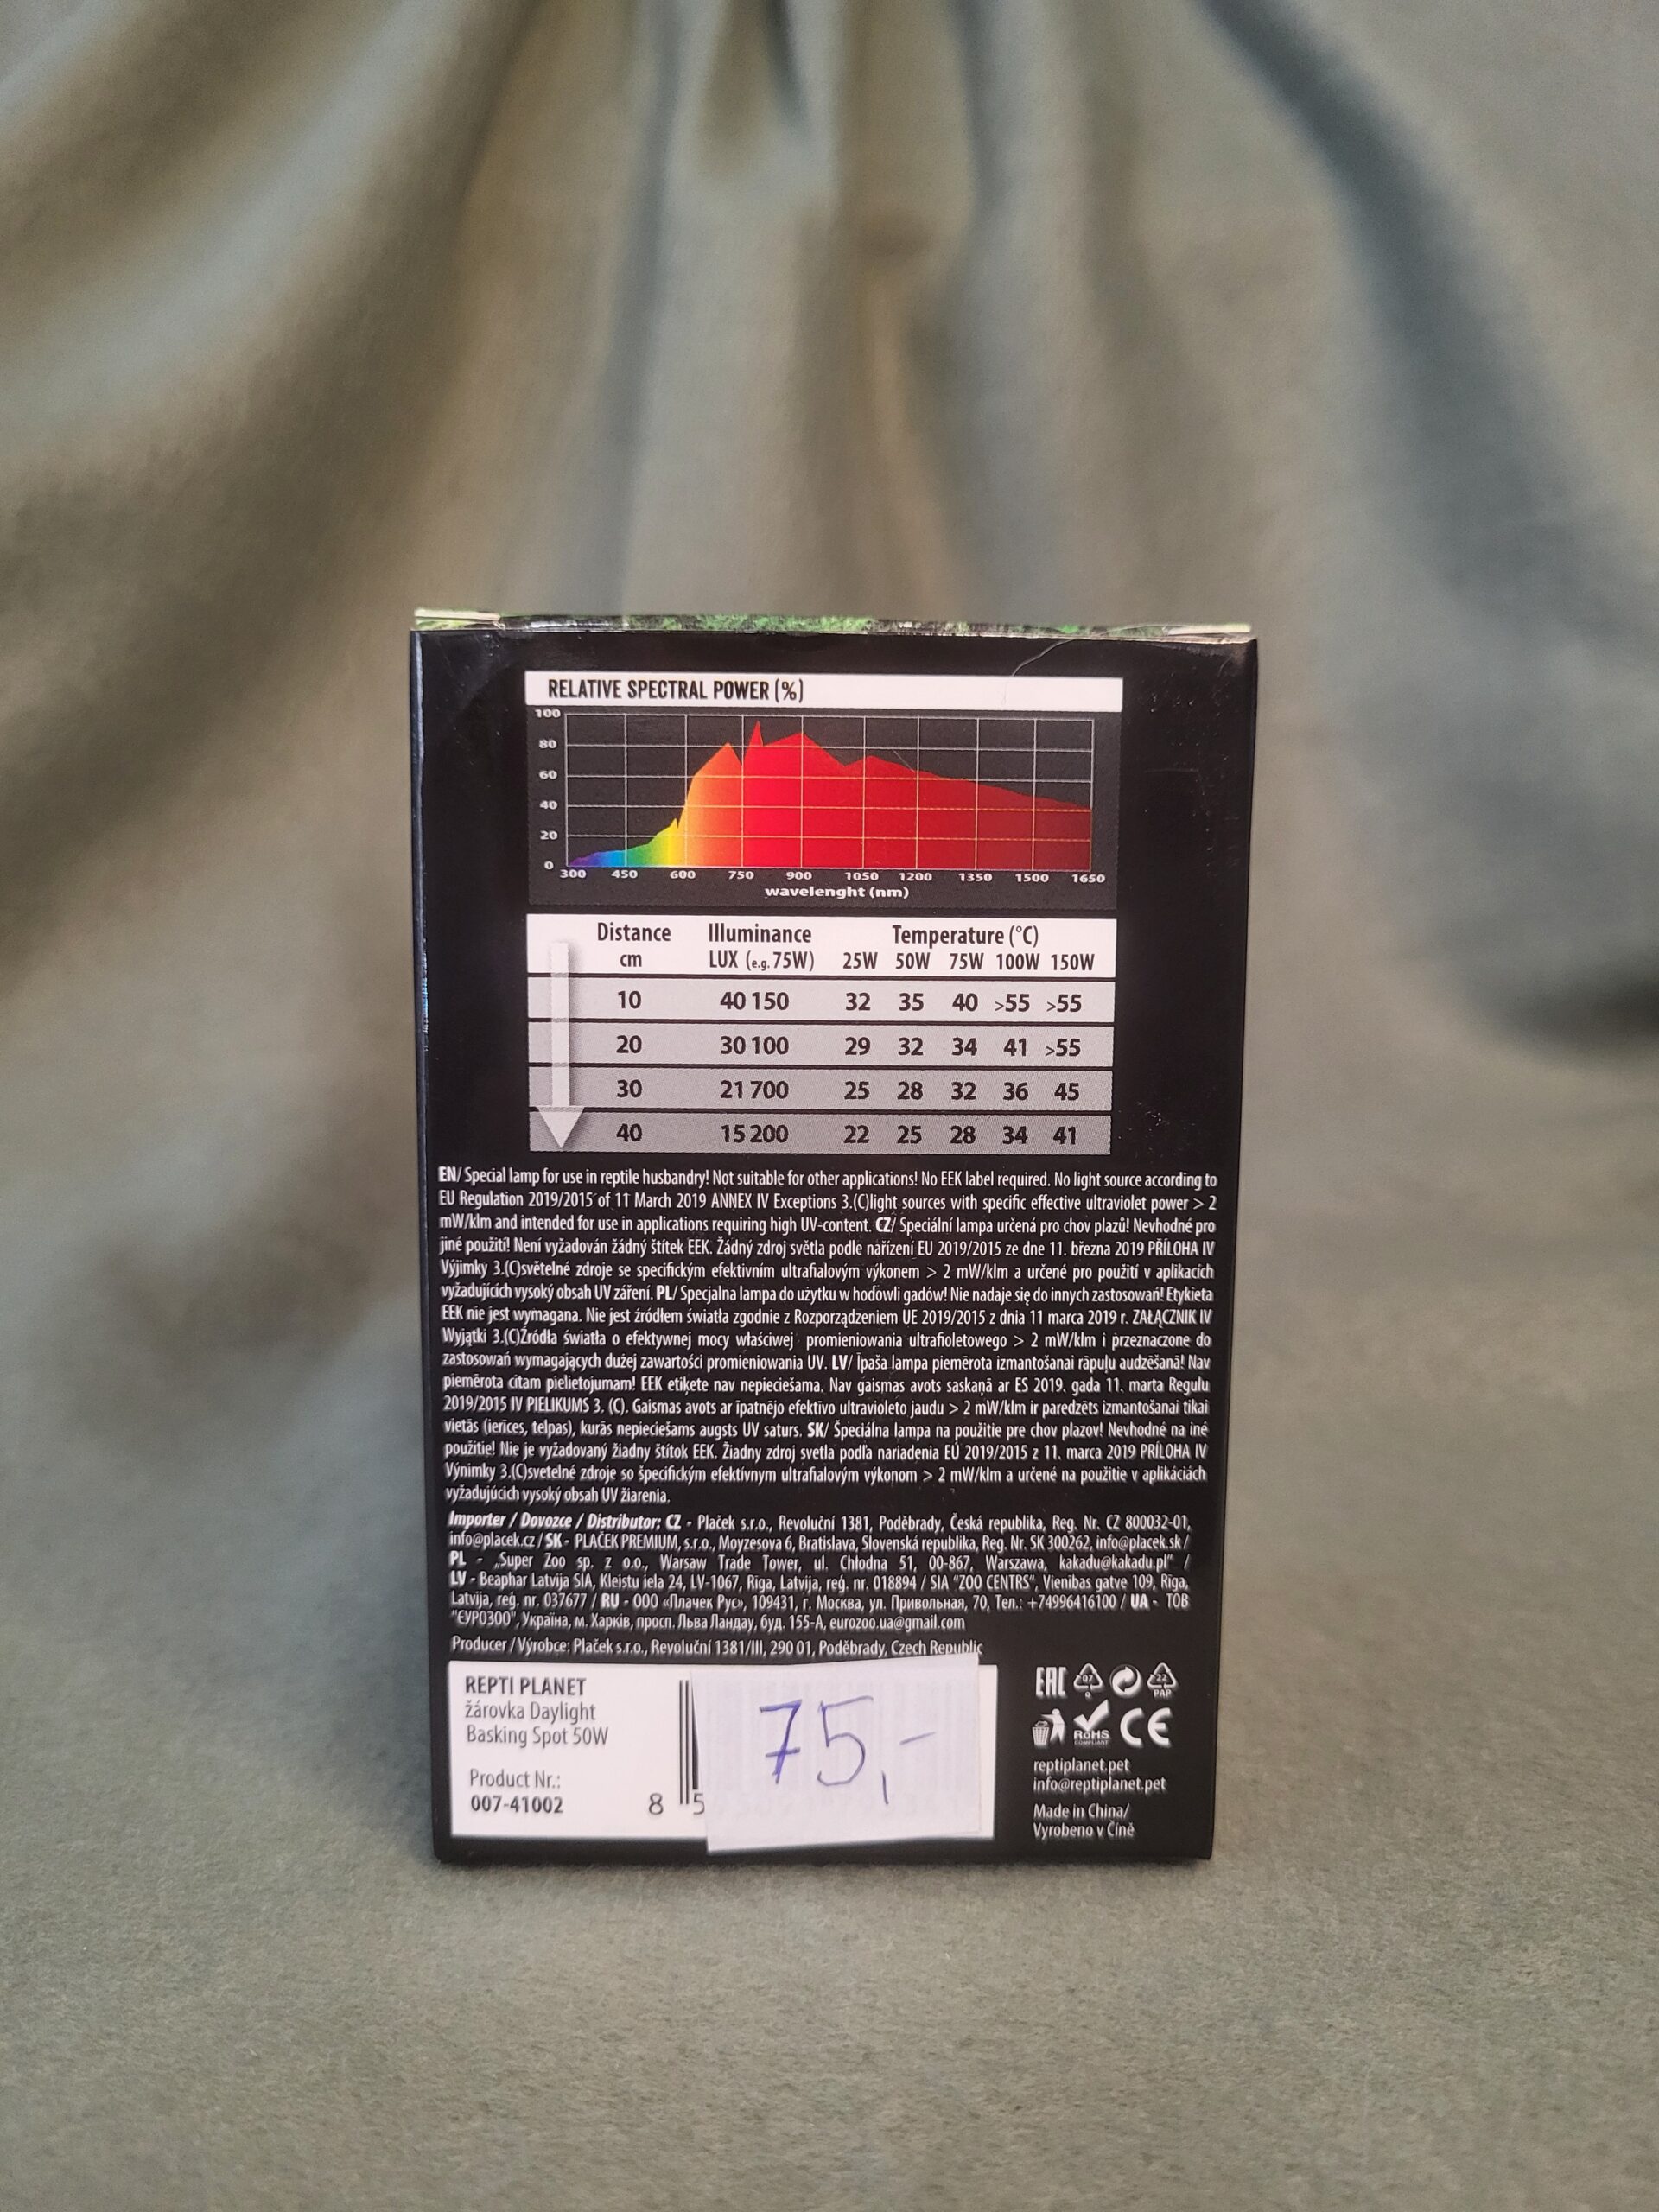 RELATIVE SPECTRAL POWER (%)
100
80
60
40
20
0
300 450 600 750 900 1050 1200 1350 1500 1650
wavelenght (nm)
Distance Illuminance Temperature (°C)
cm LUX (e.g. 75W) 25W 50W 75W 100W 150W
10 40 150 32 35 40 >55 >55
20 30 100 29 32 34 41 >55
30 21 700 25 28 32 36 45
40 15 200 22 25 28 34 41
EN/ Special lamp for use in reptile husbandry! Not suitable for other applications! No EEK label required. No light source according to
EU Regulation 2019/2015 of 11 March 2019 ANNEX IV Exceptions 3.(C)light sources with specific effective ultraviolet power > 2
mW/klm and intended for use in applications requiring high UV-content. CZ/ Speciální lampa určená pro chov plazů! Nevhodné pro
jiné použití! Není vyžadován žádný štítek EEK. Žádný zdroj světla podle nařízení EU 2019/2015 ze dne 11. března 2019 PŘÍLOHA IV
Výjimky 3.(C)světelné zdroje se specifickým efektivním ultrafialovým výkonem > 2 mW/klm a určené pro použití v aplikacích
vyžadujících vysoký obsah UV záření. PL/ Specjalna lampa do użytku w hodowli gadów! Nie nadaje się do innych zastosowań! Etykieta
EEK nie jest wymagana. Nie jest źródłem światła zgodnie z Rozporządzeniem UE 2019/2015 z dnia 11 marca 2019 r. ZAŁĄCZNIK IV
Wyjątki 3.(C)Źródła światła o efektywnej mocy właściwej promieniowania ultrafioletowego > 2 mW/klm i przeznaczone do
zastosowań wymagających dużej zawartości promieniowania UV. LV/ Īpaša lampa piemērota izmantošanai rāpuļu audzēšanā! Nav
piemērota citam pielietojumam! EEK etiķete nav nepieciešama. Nav gaismas avots saskaņā ar ES 2019. gada 11. marta Regulu
2019/2015 IV PIELIKUMS 3. (C). Gaismas avots ar īpatnējo efektīvo ultravioleto jaudu > 2 mW/klm ir paredzēts izmantošanai tikai
vietās (ierīces, telpas), kurās nepieciešams augsts UV saturs. SK/ Špeciálna lampa na použitie pre chov plazov! Nevhodné na iné
použitie! Nie je vyžadovaný žiadny štítok EEK. Žiadny zdroj svetla podľa nariadenia EÚ 2019/2015 z 11. marca 2019 PRÍLOHA IV
Výnimky 3.(C)svetelné zdroje so špecifickým efektívnym ultrafialovým výkonom > 2 mW/klm a určené na použitie v aplikáciách
vyžadujúcich vysoký obsah UV žiarenia.
Importer / Dovozce / Distributor: CZ - Plaček s.r.o., Revoluční 1381, Poděbrady, Česká republika, Reg. Nr. CZ 800032-01,
info@placek.cz / SK - PLAČEK PREMIUM, s.r.o., Moyzesova 6, Bratislava, Slovenská republika, Reg. Nr. SK 300262, info@placek.sk /
PL - „Super Zoo sp. z o.o., Warsaw Trade Tower, ul. Chłodna 51, 00-867, Warszawa, kakadu@kakadu.pl" /
LV - Beaphar Latvija SIA, Kleistu iela 24, LV-1067, Rīga, Latvija, reģ. nr. 018894 / SIA "ZOO CENTRS", Vienības gatve 109, Rīga,
Latvija, reģ. nr. 037677 / RU - ООО «Плачек Рус», 109431, г. Москва, ул. Привольная, 70, Тел.: +74996416100 / UA - ТОВ
"ЄУРОЗОО", Україна, м. Харків, просп. Льва Ландау, буд. 155-А, eurozoo.ua@gmail.com
Producer / Výrobce: Plaček s.r.o., Revoluční 1381/III, 290 01, Poděbrady, Czech Republic
REPTI PLANET
žárovka Daylight
Basking Spot 50W
Product Nr.:
007-41002
8 5
75,-
EAC
PAP
RoHS
COMPLIANT
CE
reptiplanet.pet
info@reptiplanet.pet
Made in China/
Vyrobeno v Číně